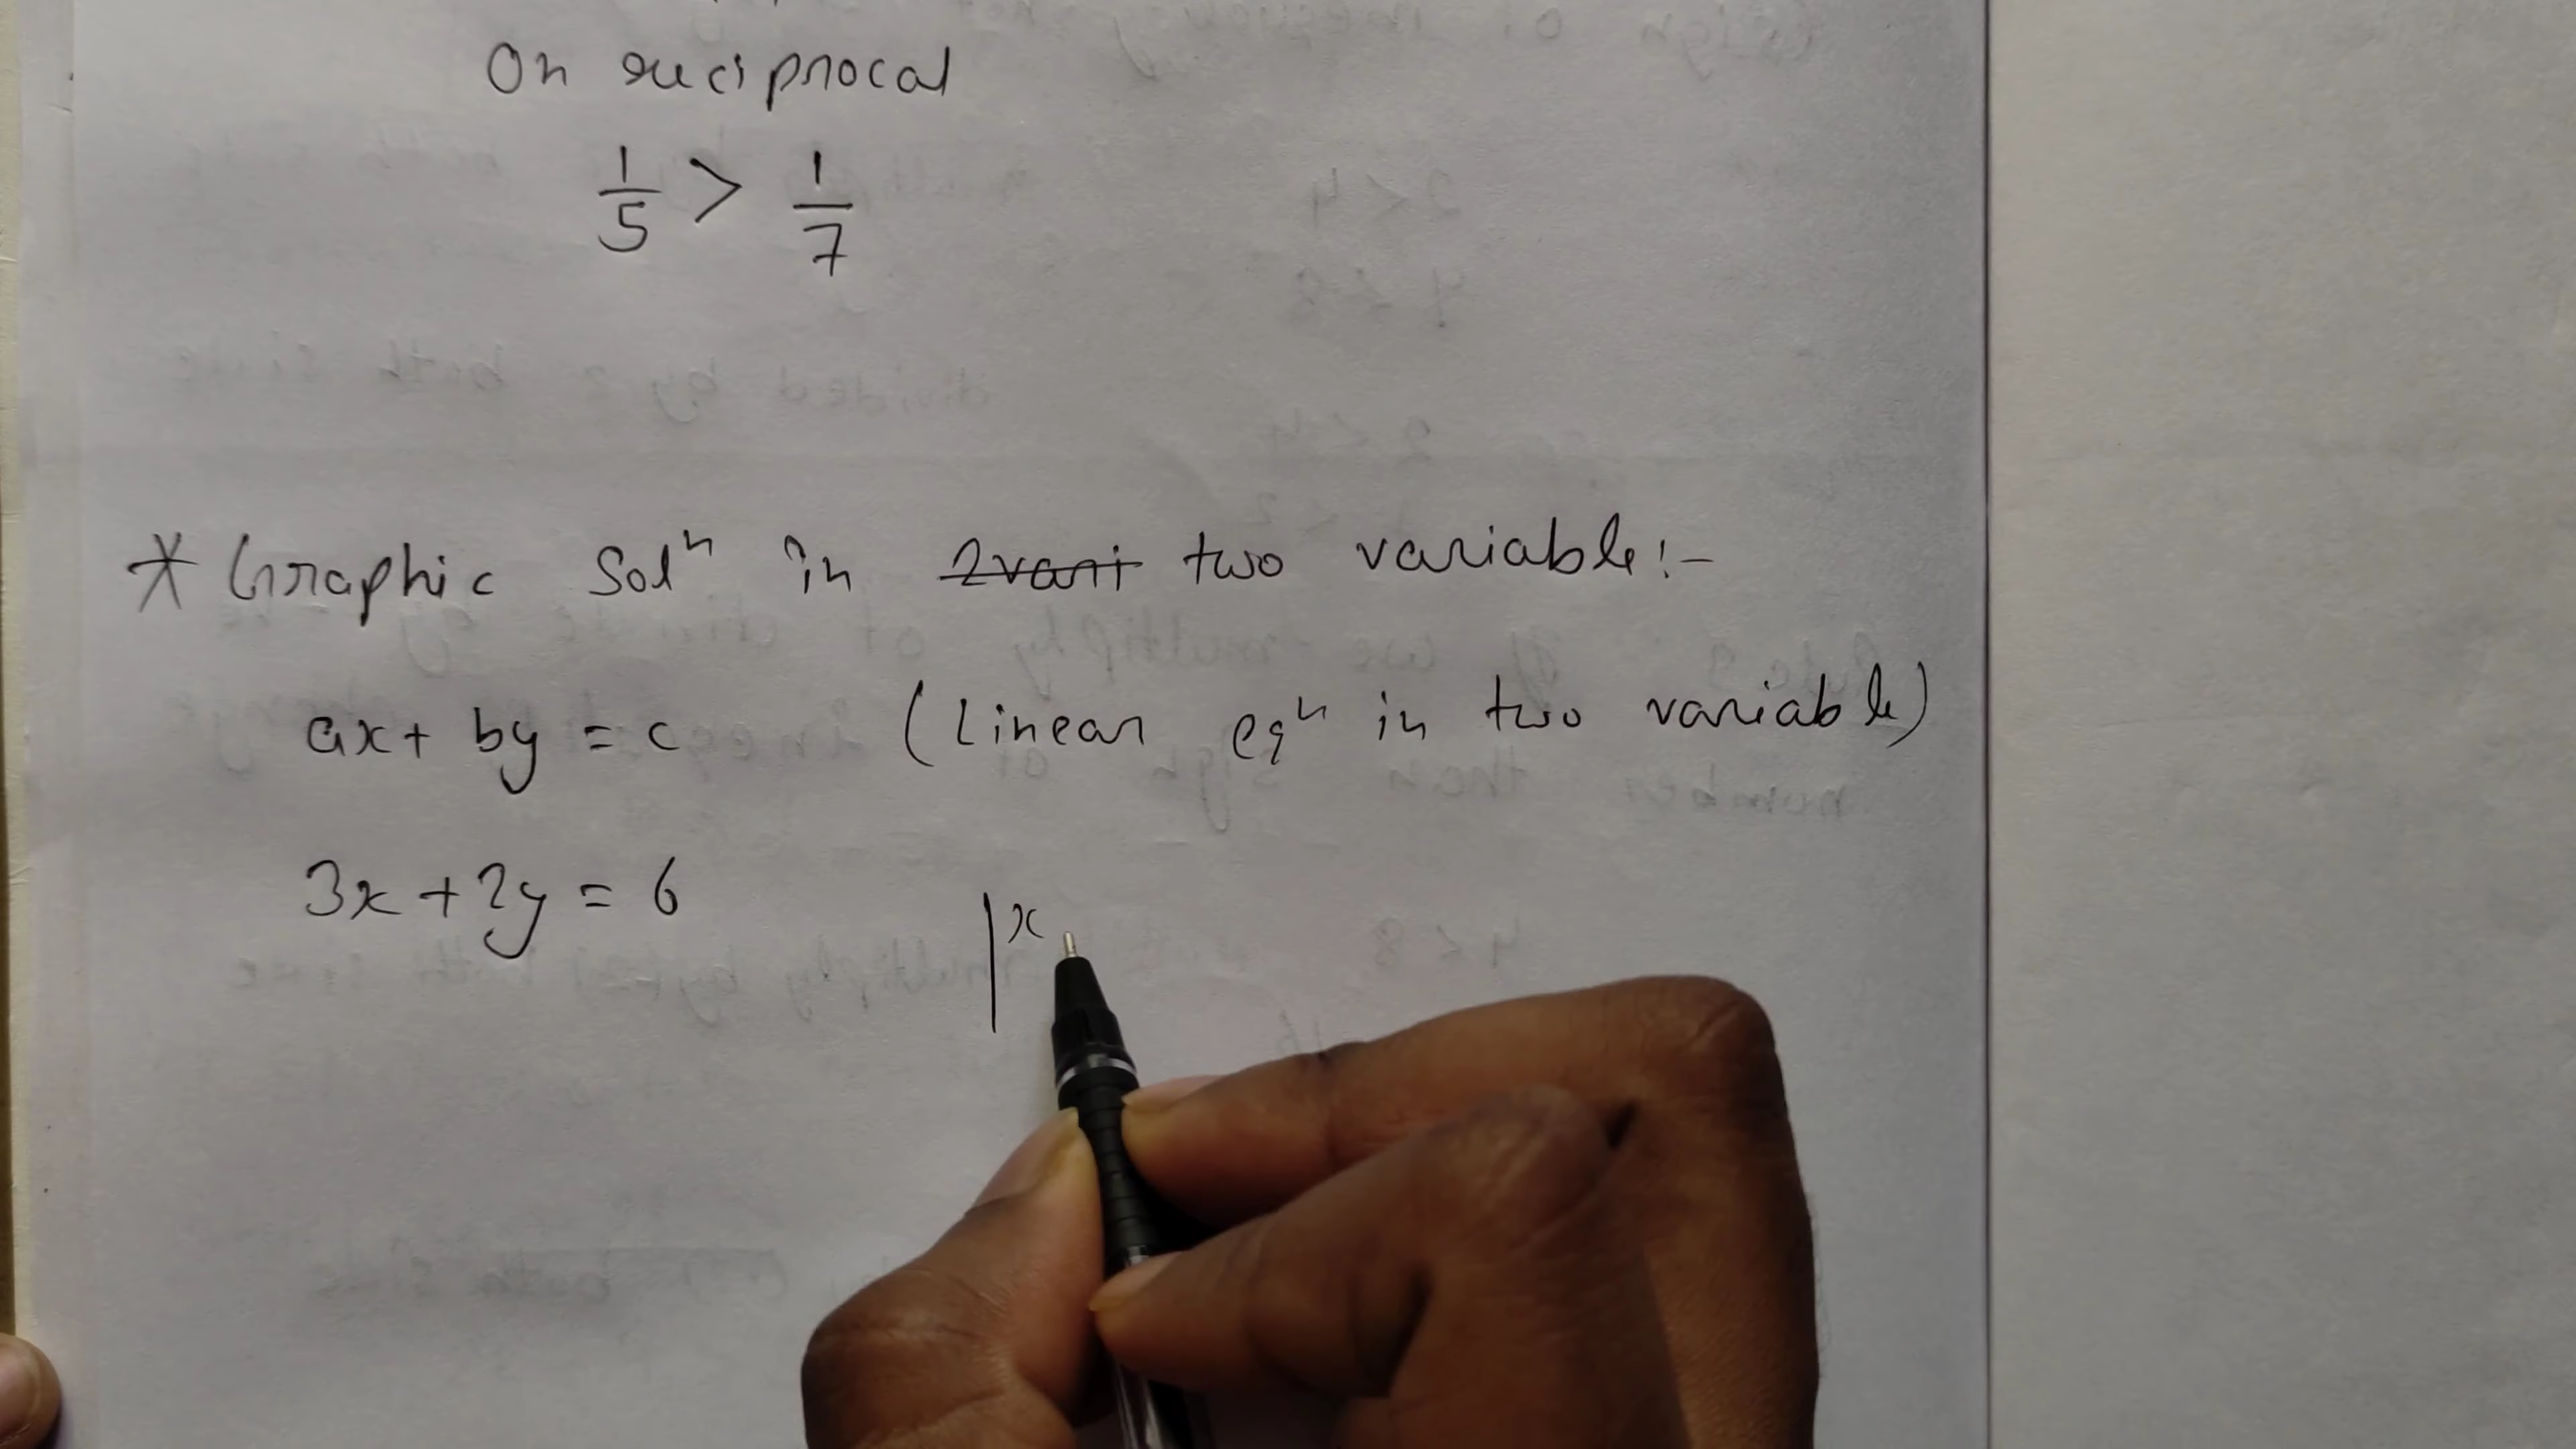 On reciprocal
1/5 > 1/7
* Graphic Solⁿ in 2vari two variable:-
ax + by = c (Linear eqⁿ in two variable)
3x + 2y = 6
x